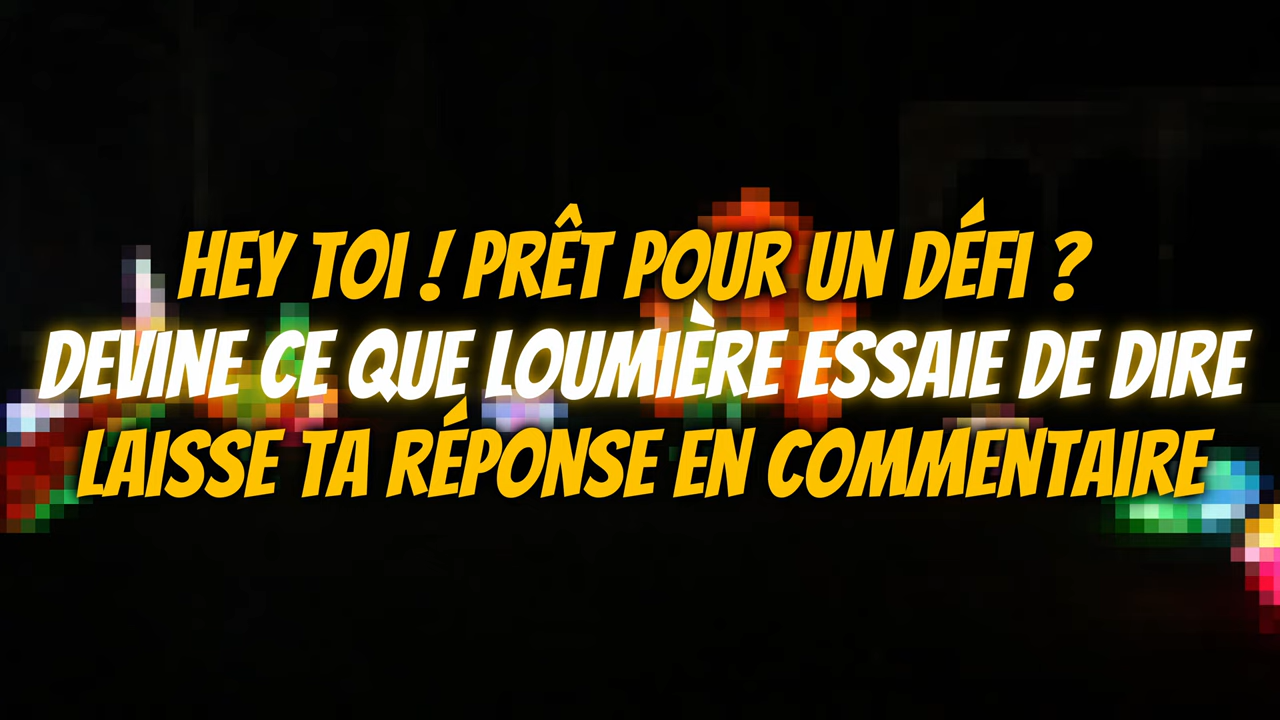 HEY TOI ! PRÊT POUR UN DÉFI ?
DEVINE CE QUE LOUMIÈRE ESSAIE DE DIRE
LAISSE TA RÉPONSE EN COMMENTAIRE